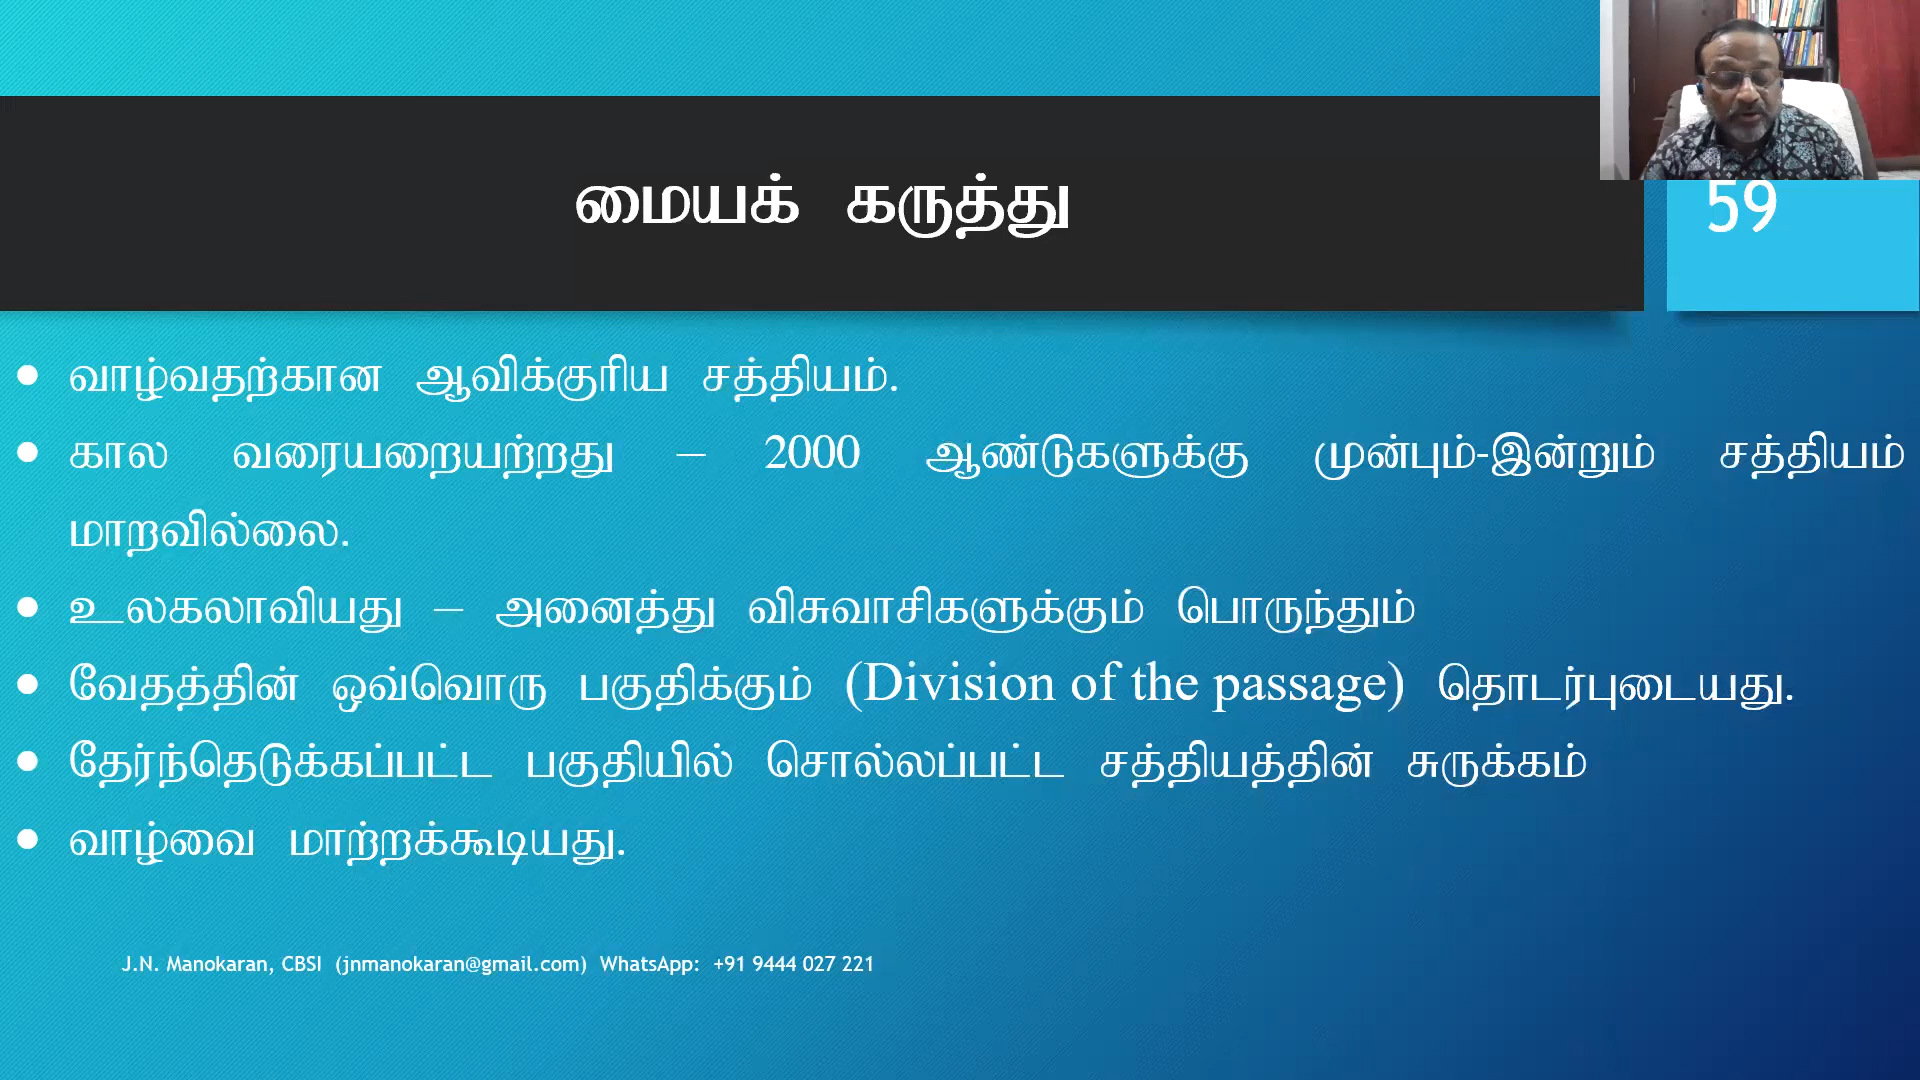 மையக் கருத்து
59
• வாழ்வதற்கான ஆவிக்குரிய சத்தியம்.
• கால வரையறையற்றது – 2000 ஆண்டுகளுக்கு முன்பும்-இன்றும் சத்தியம்
மாறவில்லை.
• உலகலாவியது – அனைத்து விசுவாசிகளுக்கும் பொருந்தும்
• வேதத்தின் ஒவ்வொரு பகுதிக்கும் (Division of the passage) தொடர்புடையது.
• தேர்ந்தெடுக்கப்பட்ட பகுதியில் சொல்லப்பட்ட சத்தியத்தின் சுருக்கம்
• வாழ்வை மாற்றக்கூடியது.
J.N. Manokaran, CBSI (jnmanokaran@gmail.com) WhatsApp: +91 9444 027 221